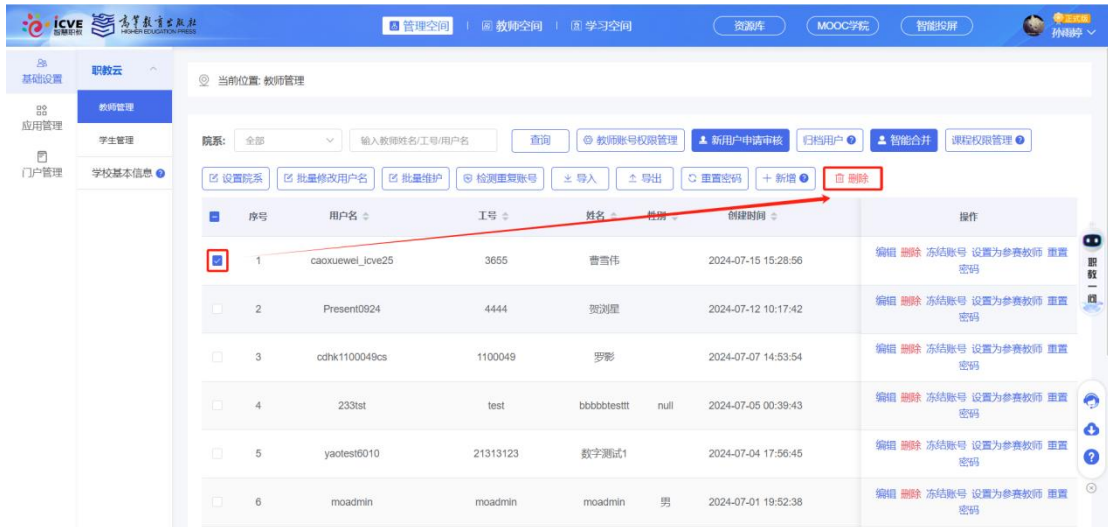 icve 智慧职教 高等教育出版社 HIGHER EDUCATION PRESS 管理空间 教师空间 学习空间 资源库 MOOC学院 智能投屏 正式版 孙翊婷
基础设置 职教云 当前位置: 教师管理
应用管理 教师管理
门户管理 学生管理
学校基本信息
院系: 全部 输入教师姓名/工号/用户名 查询 教师账号权限管理 新用户申请审核 归档用户 智能合并 课程权限管理
设置院系 批量修改用户名 批量维护 检测重复账号 导入 导出 重置密码 新增 删除
序号 用户名 工号 姓名 性别 创建时间 操作
1 caoxuewei_icve25 3655 曹雪伟 2024-07-15 15:28:56 编辑 删除 冻结账号 设置为参赛教师 重置密码
2 Present0924 4444 贺浏星 2024-07-12 10:17:42 编辑 删除 冻结账号 设置为参赛教师 重置密码
3 cdhk1100049cs 1100049 罗影 2024-07-07 14:53:54 编辑 删除 冻结账号 设置为参赛教师 重置密码
4 233tst test bbbbbtesttt null 2024-07-05 00:39:43 编辑 删除 冻结账号 设置为参赛教师 重置密码
5 yaotest6010 21313123 数字测试1 2024-07-04 17:56:45 编辑 删除 冻结账号 设置为参赛教师 重置密码
6 moadmin moadmin moadmin 男 2024-07-01 19:52:38 编辑 删除 冻结账号 设置为参赛教师 重置密码
职教一问